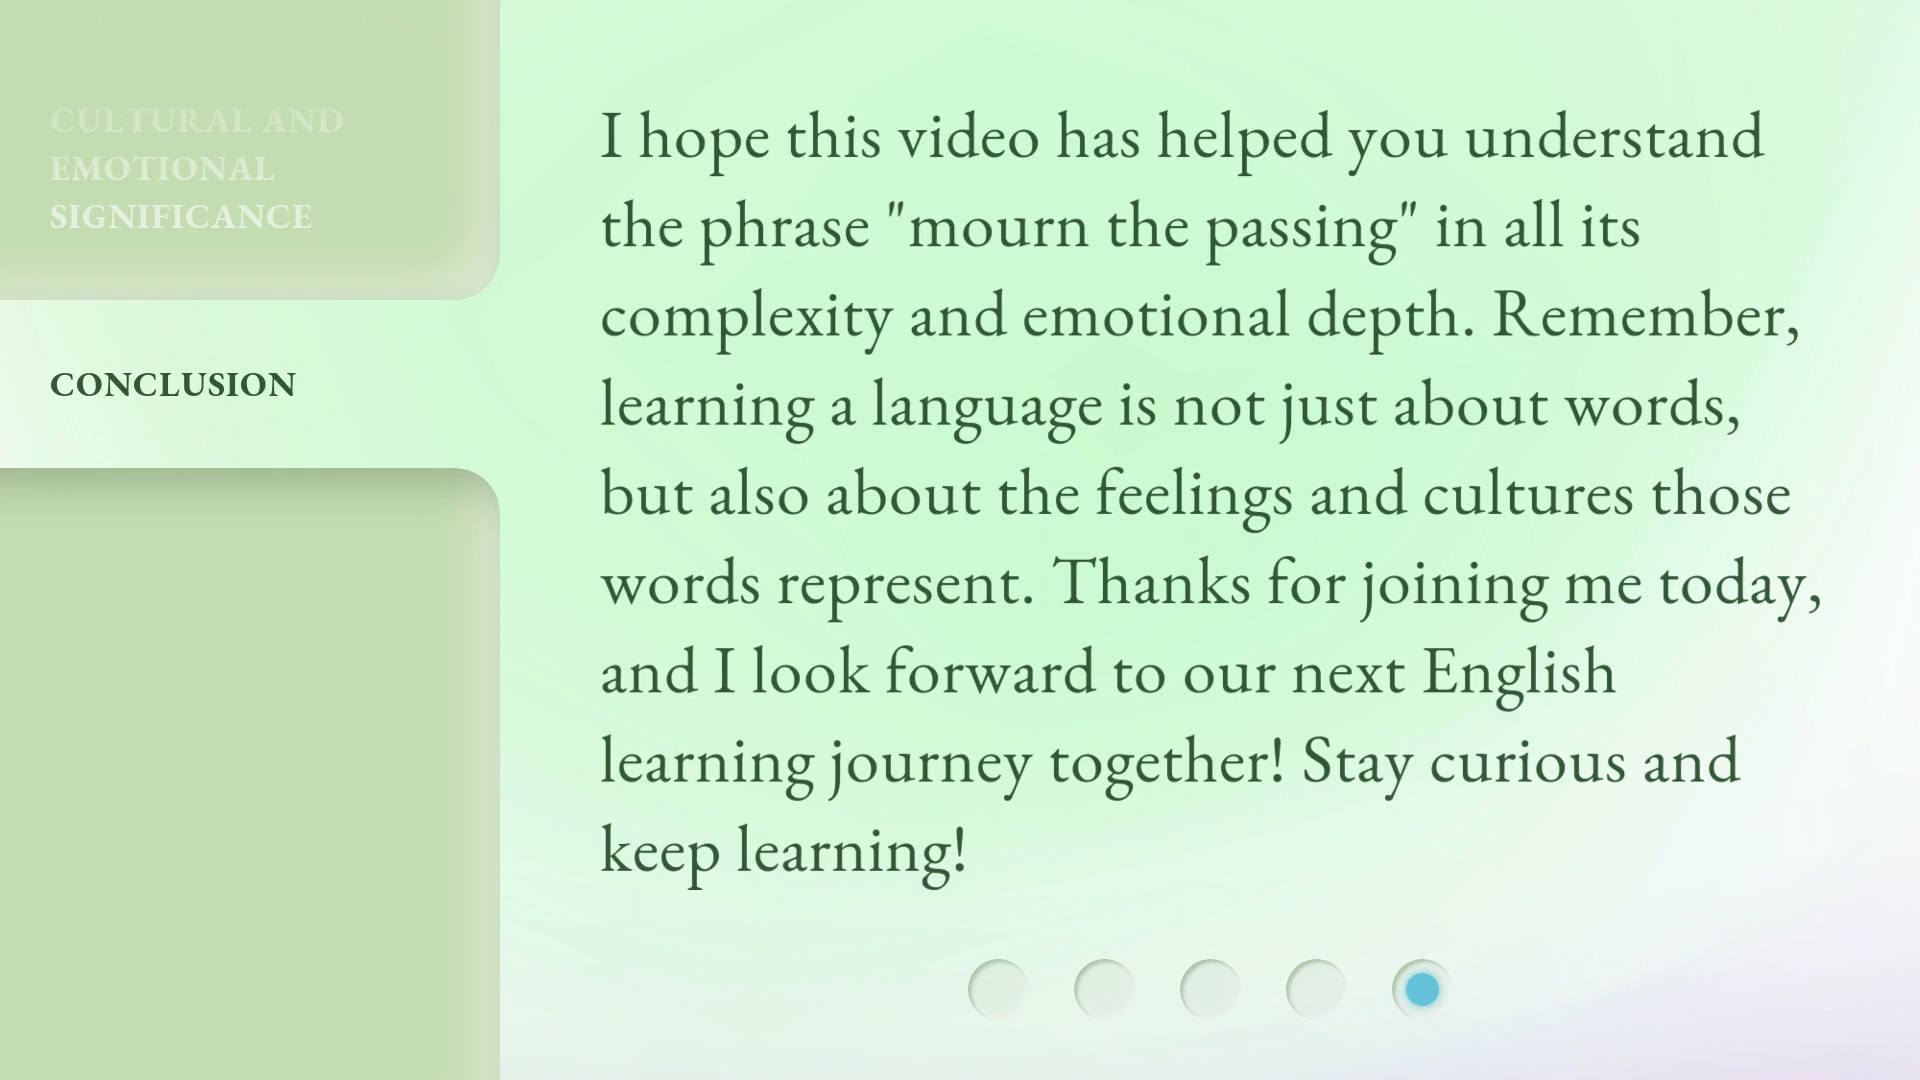 CULTURAL AND
EMOTIONAL
SIGNIFICANCE
CONCLUSION
I hope this video has helped you understand
the phrase "mourn the passing" in all its
complexity and emotional depth. Remember,
learning a language is not just about words,
but also about the feelings and cultures those
words represent. Thanks for joining me today,
and I look forward to our next English
learning journey together! Stay curious and
keep learning!